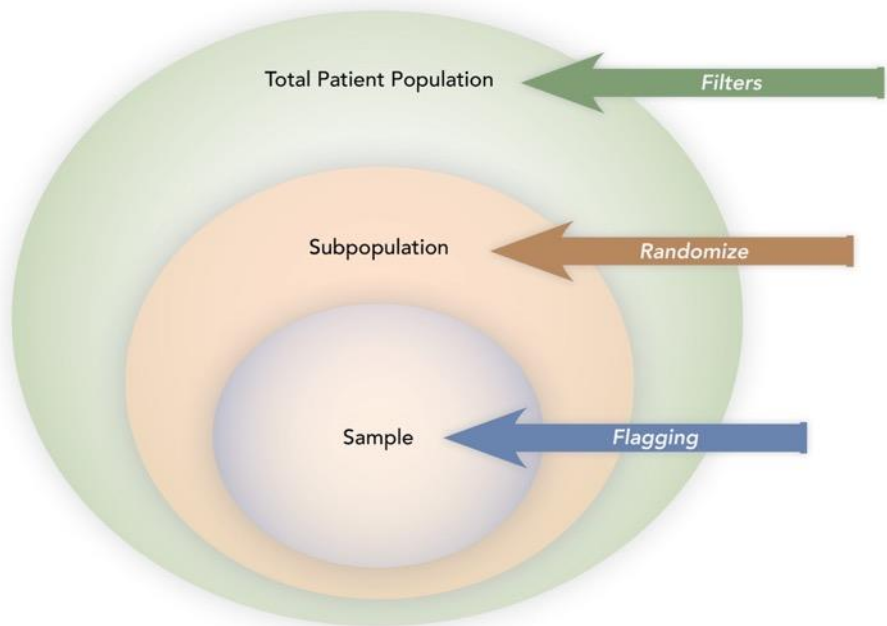 Total Patient Population
Filters
Subpopulation
Randomize
Sample
Flagging